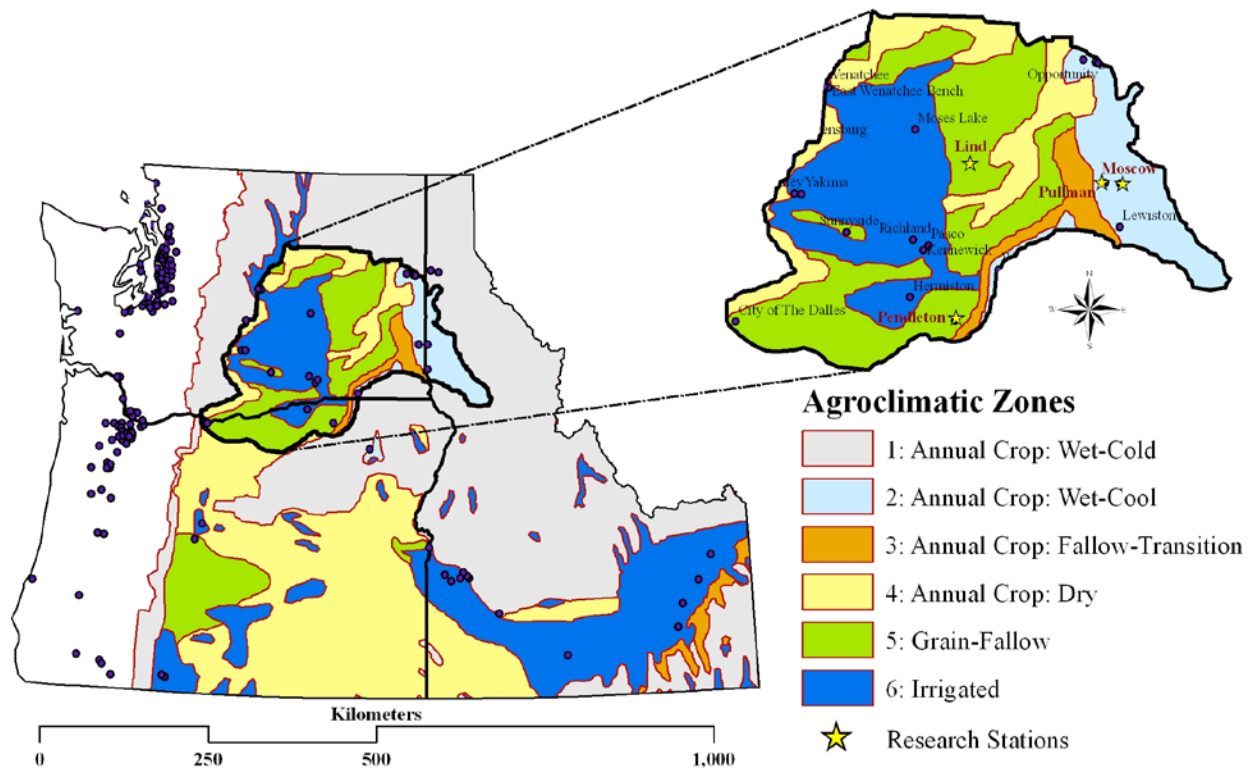 Wenatchee
Opportunity
East Wenatchee Bench
Moses Lake
ensburg
Lind
Moscow
ley Yakima
Pullman
Sunnyside
Richland
Pasco
Lewiston
Kennewick
N
W E
S
Hermiston
City of The Dalles
Pendleton
Agroclimatic Zones
1: Annual Crop: Wet-Cold
2: Annual Crop: Wet-Cool
3: Annual Crop: Fallow-Transition
4: Annual Crop: Dry
5: Grain-Fallow
6: Irrigated
Research Stations
Kilometers
0 250 500 1,000